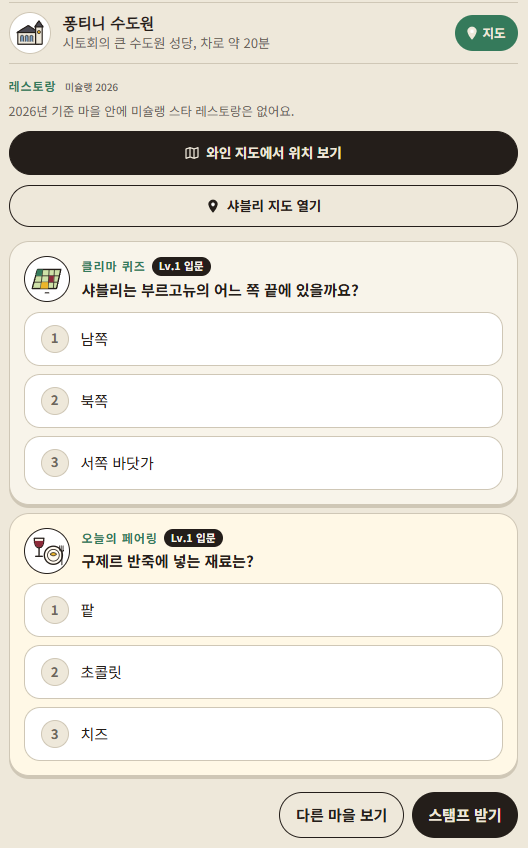 퐁티니 수도원
시토회의 큰 수도원 성당, 차로 약 20분
지도
레스토랑 미슐랭 2026
2026년 기준 마을 안에 미슐랭 스타 레스토랑은 없어요.
와인 지도에서 위치 보기
샤블리 지도 열기
클리마 퀴즈 Lv.1 입문
샤블리는 부르고뉴의 어느 쪽 끝에 있을까요?
1 남쪽
2 북쪽
3 서쪽 바닷가
오늘의 페어링 Lv.1 입문
구제르 반죽에 넣는 재료는?
1 팥
2 초콜릿
3 치즈
다른 마을 보기 스탬프 받기